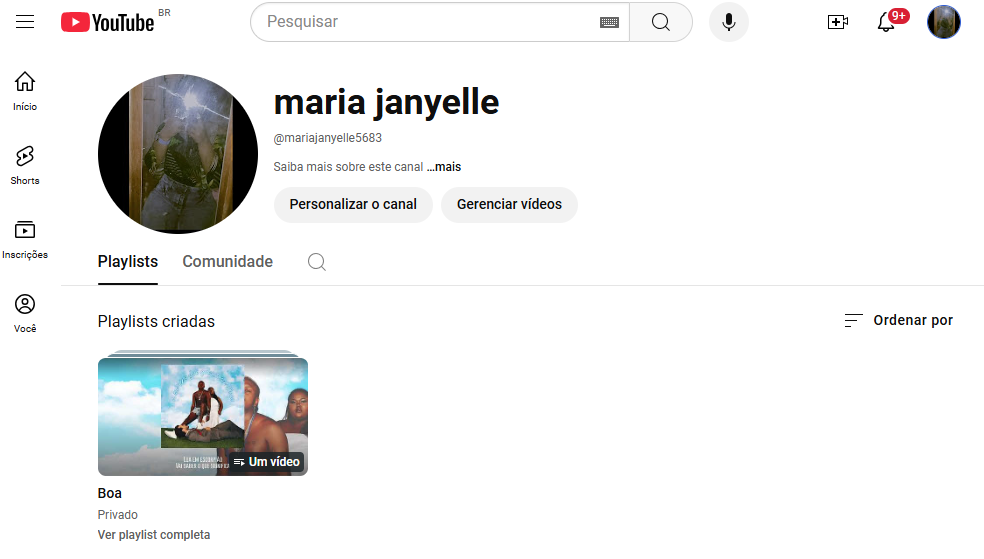 YouTube BR
Pesquisar
9+
Início
Shorts
Inscrições
Você
maria janyelle
@mariajanyelle5683
Saiba mais sobre este canal ...mais
Personalizar o canal
Gerenciar vídeos
Playlists
Comunidade
Playlists criadas
Ordenar por
Um vídeo
Boa
Privado
Ver playlist completa